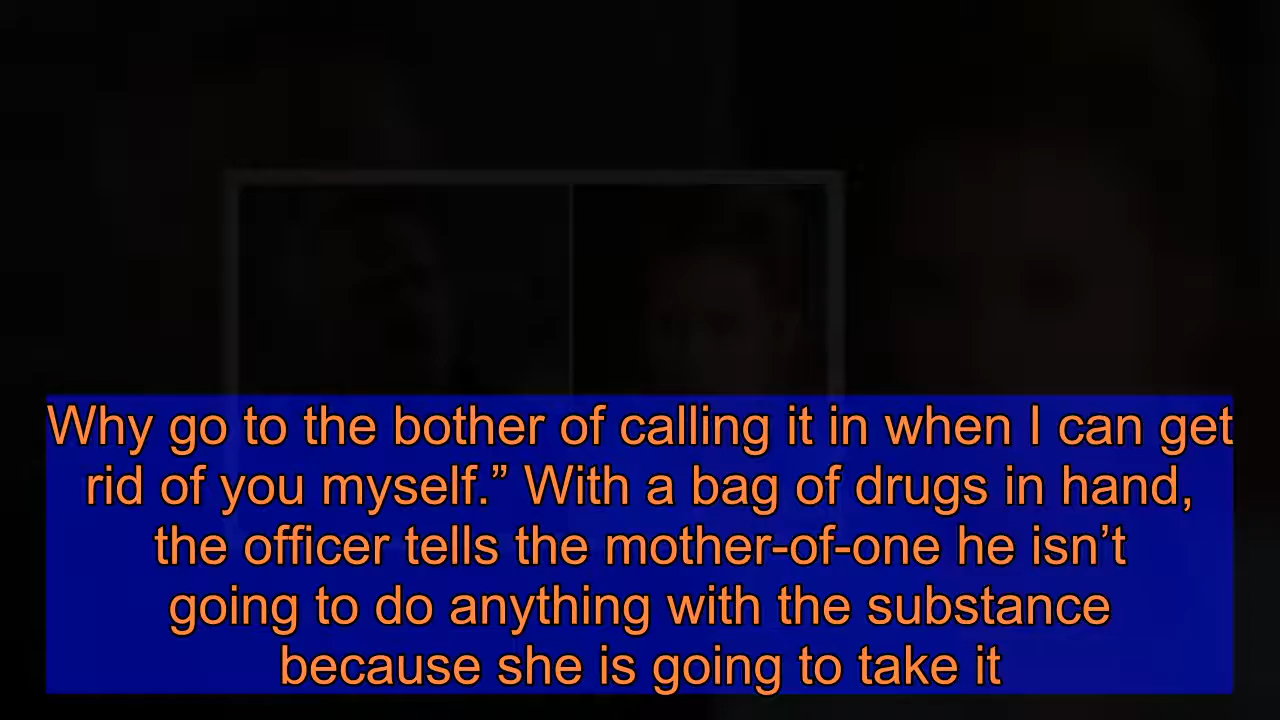 Why go to the bother of calling it in when I can get
rid of you myself.” With a bag of drugs in hand,
the officer tells the mother-of-one he isn’t
going to do anything with the substance
because she is going to take it